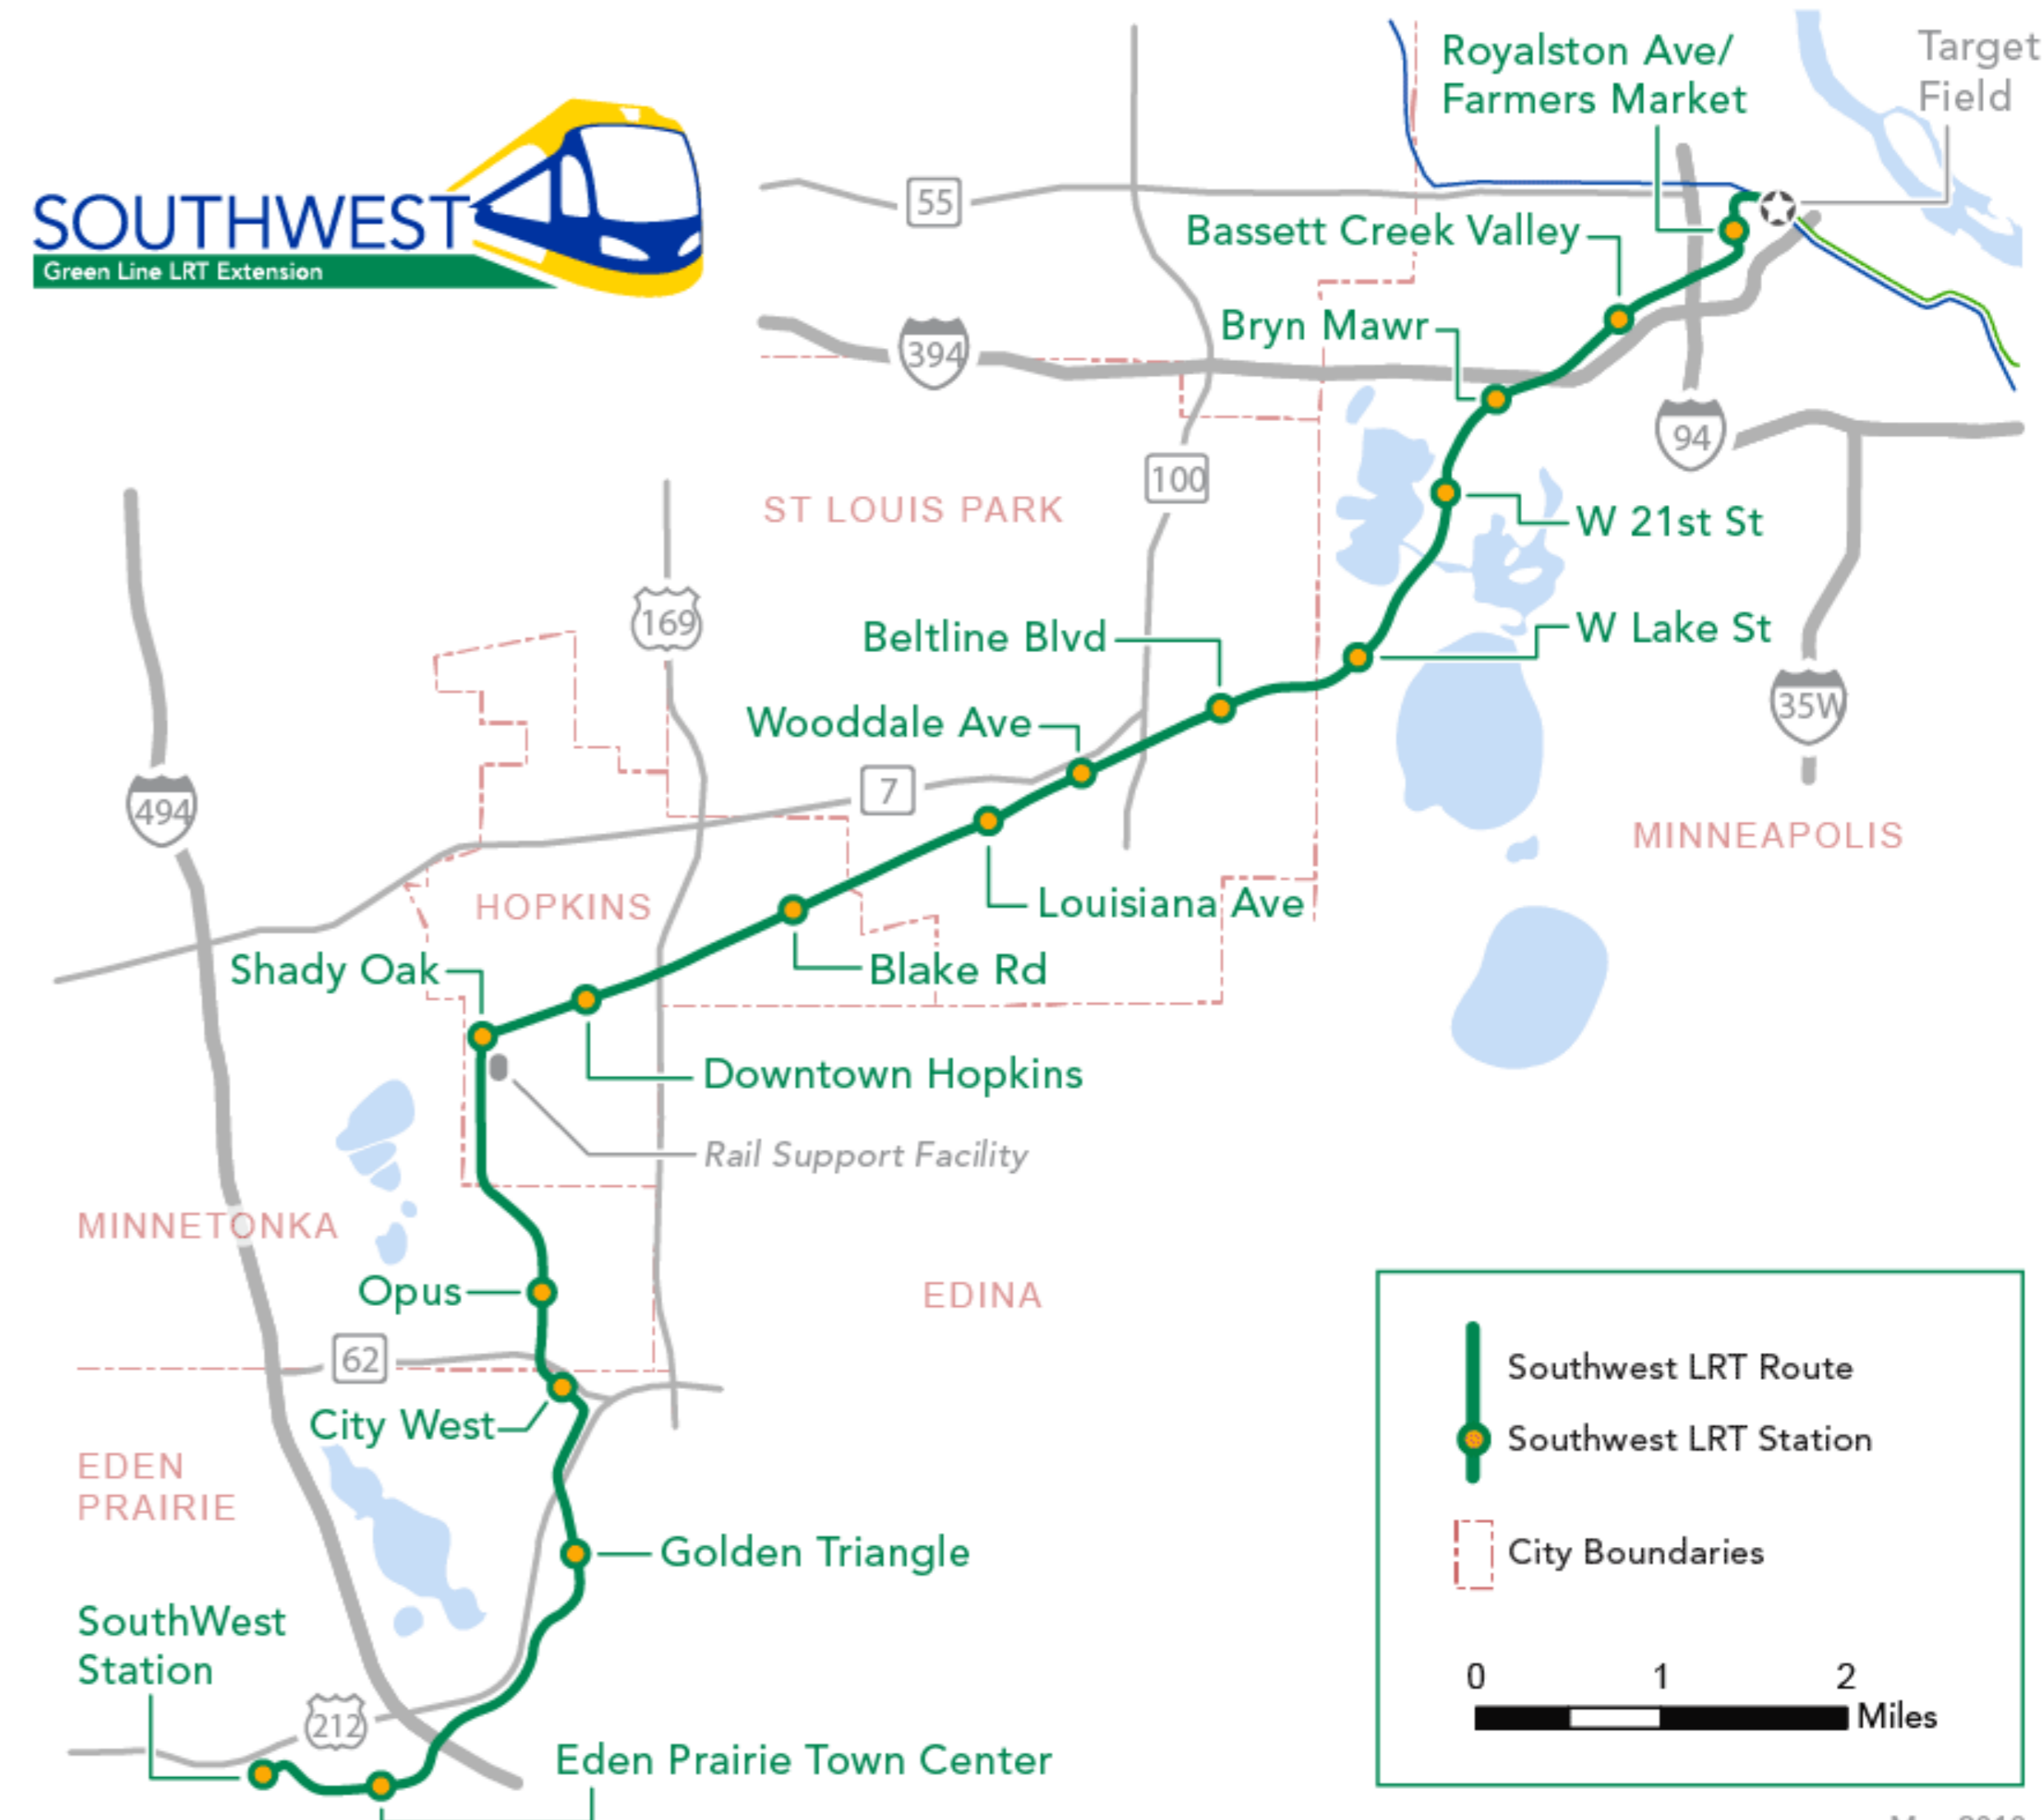 SOUTHWEST
Green Line LRT Extension
Royalston Ave/
Farmers Market
Target
Field
55
Bassett Creek Valley
Bryn Mawr
394
94
100
ST LOUIS PARK
W 21st St
169
Beltline Blvd
W Lake St
35W
Wooddale Ave
7
494
MINNEAPOLIS
HOPKINS
Louisiana Ave
Shady Oak
Blake Rd
Downtown Hopkins
Rail Support Facility
MINNETONKA
Opus
EDINA
62
City West
EDEN
PRAIRIE
Golden Triangle
SouthWest
Station
212
Eden Prairie Town Center
Southwest LRT Route
Southwest LRT Station
City Boundaries
0 1 2
Miles